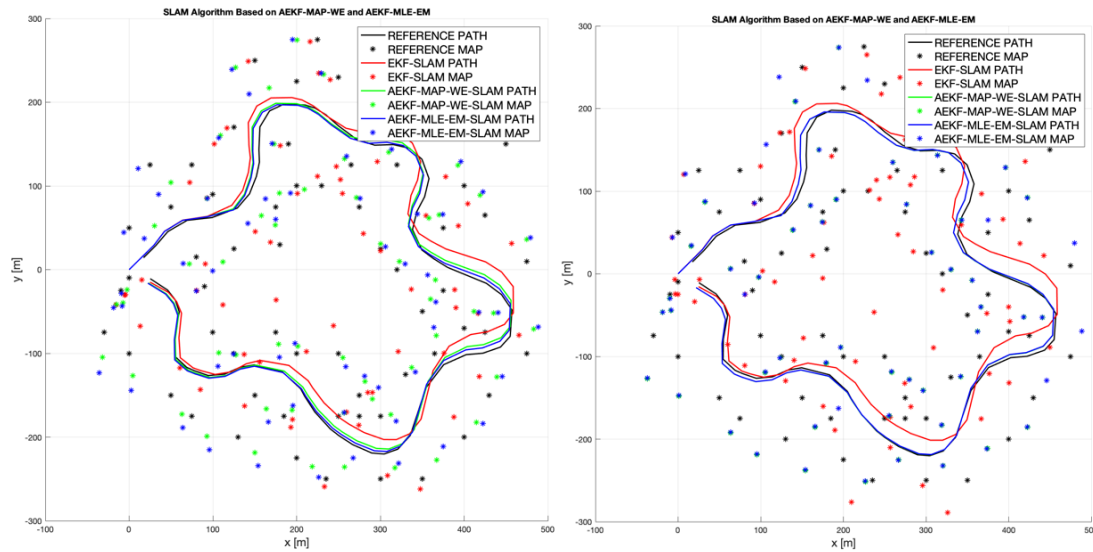 SLAM Algorithm Based on AEKF-MAP-WE and AEKF-MLE-EM
300
200
100
0
-100
-200
-300
y [m]
-100
0
100
200
300
400
500
x [m]
REFERENCE PATH
REFERENCE MAP
EKF-SLAM PATH
EKF-SLAM MAP
AEKF-MAP-WE-SLAM PATH
AEKF-MAP-WE-SLAM MAP
AEKF-MLE-EM-SLAM PATH
AEKF-MLE-EM-SLAM MAP
SLAM Algorithm Based on AEKF-MAP-WE and AEKF-MLE-EM
300
200
100
0
-100
-200
-300
y [m]
-100
0
100
200
300
400
500
x [m]
REFERENCE PATH
REFERENCE MAP
EKF-SLAM PATH
EKF-SLAM MAP
AEKF-MAP-WE-SLAM PATH
AEKF-MAP-WE-SLAM MAP
AEKF-MLE-EM-SLAM PATH
AEKF-MLE-EM-SLAM MAP